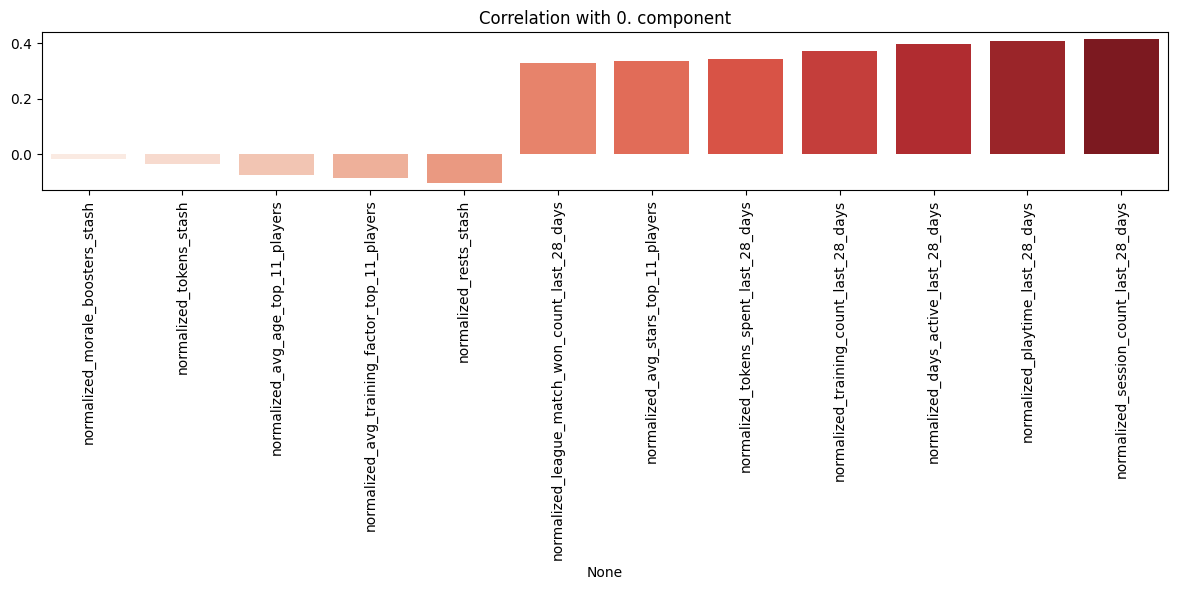 Correlation with 0. component
0.4
0.2
0.0
normalized_morale_boosters_stash
normalized_tokens_stash
normalized_avg_age_top_11_players
normalized_avg_training_factor_top_11_players
normalized_rests_stash
normalized_league_match_won_count_last_28_days
normalized_avg_stars_top_11_players
normalized_tokens_spent_last_28_days
normalized_training_count_last_28_days
normalized_days_active_last_28_days
normalized_playtime_last_28_days
normalized_session_count_last_28_days
None